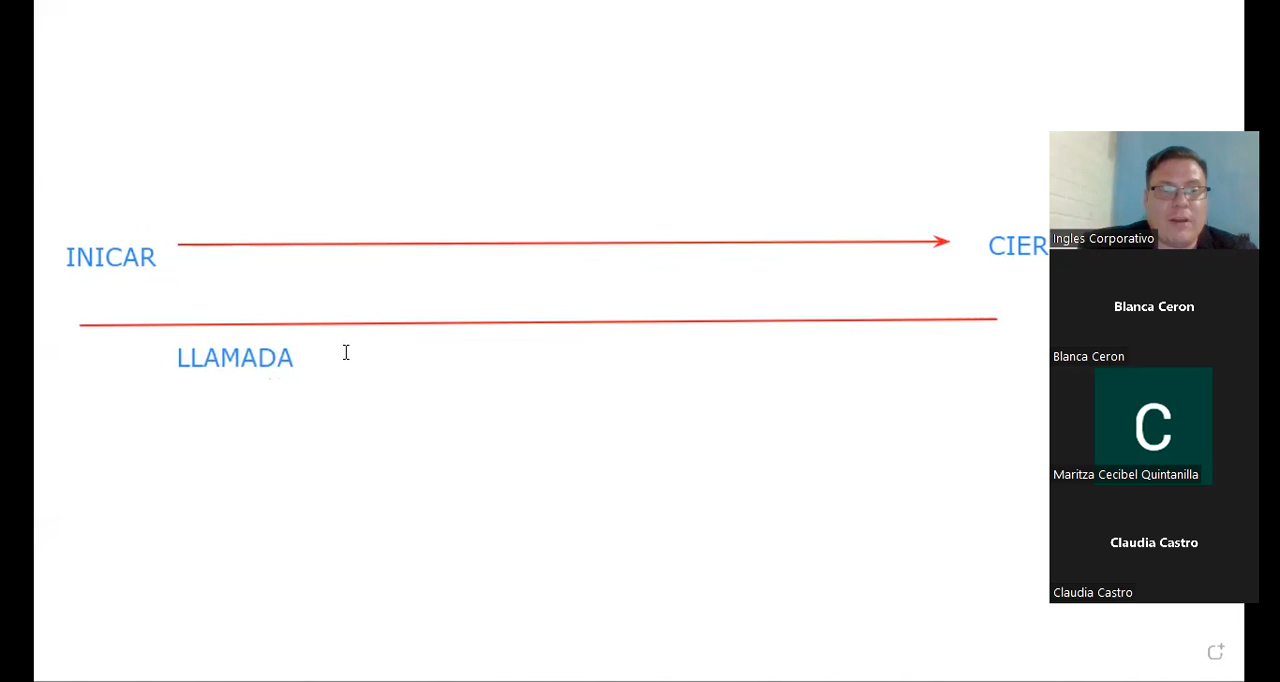 INICAR
CIER
LLAMADA
Ingles Corporativo
Blanca Ceron
Blanca Ceron
C
Maritza Cecibel Quintanilla
Claudia Castro
Claudia Castro